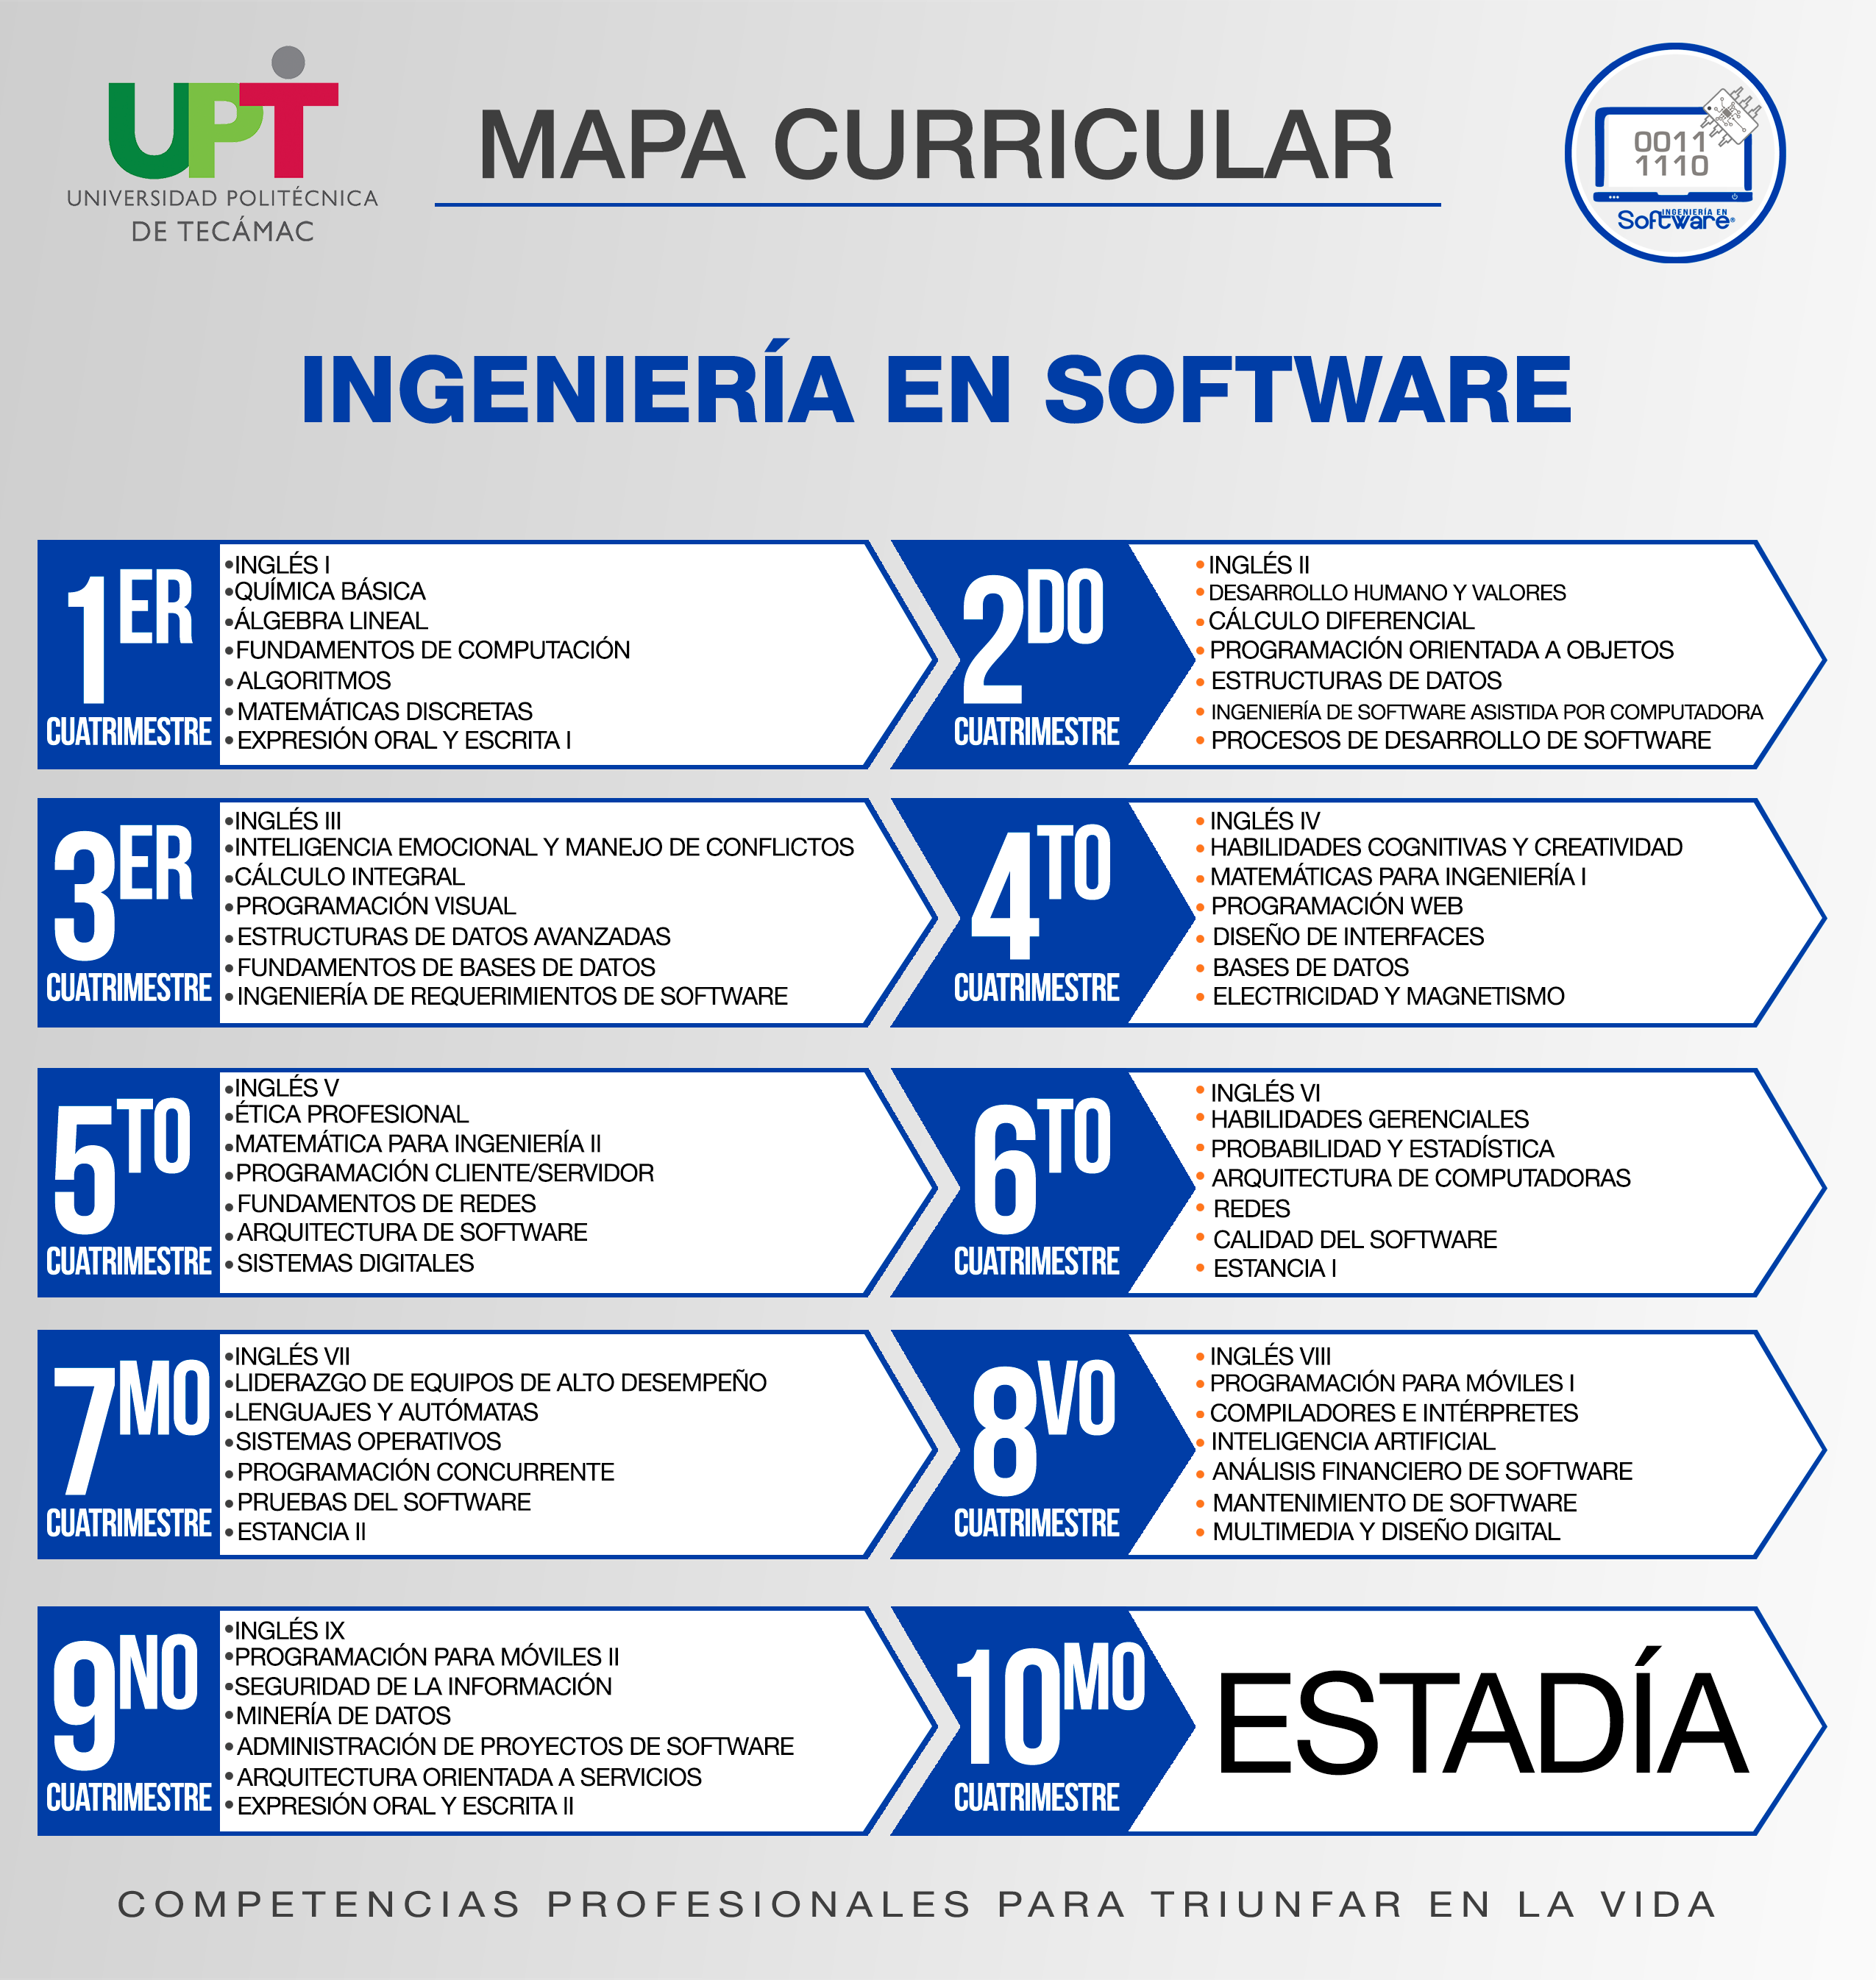 UPT
UNIVERSIDAD POLITÉCNICA
DE TECÁMAC
MAPA CURRICULAR
0011
1110
INGENIERÍA EN
Software®
INGENIERÍA EN SOFTWARE
1ER
CUATRIMESTRE
•INGLÉS I
•QUÍMICA BÁSICA
•ÁLGEBRA LINEAL
•FUNDAMENTOS DE COMPUTACIÓN
•ALGORITMOS
•MATEMÁTICAS DISCRETAS
•EXPRESIÓN ORAL Y ESCRITA I
2DO
CUATRIMESTRE
•INGLÉS II
•DESARROLLO HUMANO Y VALORES
•CÁLCULO DIFERENCIAL
•PROGRAMACIÓN ORIENTADA A OBJETOS
•ESTRUCTURAS DE DATOS
•INGENIERÍA DE SOFTWARE ASISTIDA POR COMPUTADORA
•PROCESOS DE DESARROLLO DE SOFTWARE
3ER
CUATRIMESTRE
•INGLÉS III
•INTELIGENCIA EMOCIONAL Y MANEJO DE CONFLICTOS
•CÁLCULO INTEGRAL
•PROGRAMACIÓN VISUAL
•ESTRUCTURAS DE DATOS AVANZADAS
•FUNDAMENTOS DE BASES DE DATOS
•INGENIERÍA DE REQUERIMIENTOS DE SOFTWARE
4TO
CUATRIMESTRE
•INGLÉS IV
•HABILIDADES COGNITIVAS Y CREATIVIDAD
•MATEMÁTICAS PARA INGENIERÍA I
•PROGRAMACIÓN WEB
•DISEÑO DE INTERFACES
•BASES DE DATOS
•ELECTRICIDAD Y MAGNETISMO
5TO
CUATRIMESTRE
•INGLÉS V
•ÉTICA PROFESIONAL
•MATEMÁTICA PARA INGENIERÍA II
•PROGRAMACIÓN CLIENTE/SERVIDOR
•FUNDAMENTOS DE REDES
•ARQUITECTURA DE SOFTWARE
•SISTEMAS DIGITALES
6TO
CUATRIMESTRE
•INGLÉS VI
•HABILIDADES GERENCIALES
•PROBABILIDAD Y ESTADÍSTICA
•ARQUITECTURA DE COMPUTADORAS
•REDES
•CALIDAD DEL SOFTWARE
•ESTANCIA I
7MO
CUATRIMESTRE
•INGLÉS VII
•LIDERAZGO DE EQUIPOS DE ALTO DESEMPEÑO
•LENGUAJES Y AUTÓMATAS
•SISTEMAS OPERATIVOS
•PROGRAMACIÓN CONCURRENTE
•PRUEBAS DEL SOFTWARE
•ESTANCIA II
8VO
CUATRIMESTRE
•INGLÉS VIII
•PROGRAMACIÓN PARA MÓVILES I
•COMPILADORES E INTÉRPRETES
•INTELIGENCIA ARTIFICIAL
•ANÁLISIS FINANCIERO DE SOFTWARE
•MANTENIMIENTO DE SOFTWARE
•MULTIMEDIA Y DISEÑO DIGITAL
9NO
CUATRIMESTRE
•INGLÉS IX
•PROGRAMACIÓN PARA MÓVILES II
•SEGURIDAD DE LA INFORMACIÓN
•MINERÍA DE DATOS
•ADMINISTRACIÓN DE PROYECTOS DE SOFTWARE
•ARQUITECTURA ORIENTADA A SERVICIOS
•EXPRESIÓN ORAL Y ESCRITA II
10MO
CUATRIMESTRE
ESTADÍA
COMPETENCIAS PROFESIONALES PARA TRIUNFAR EN LA VIDA